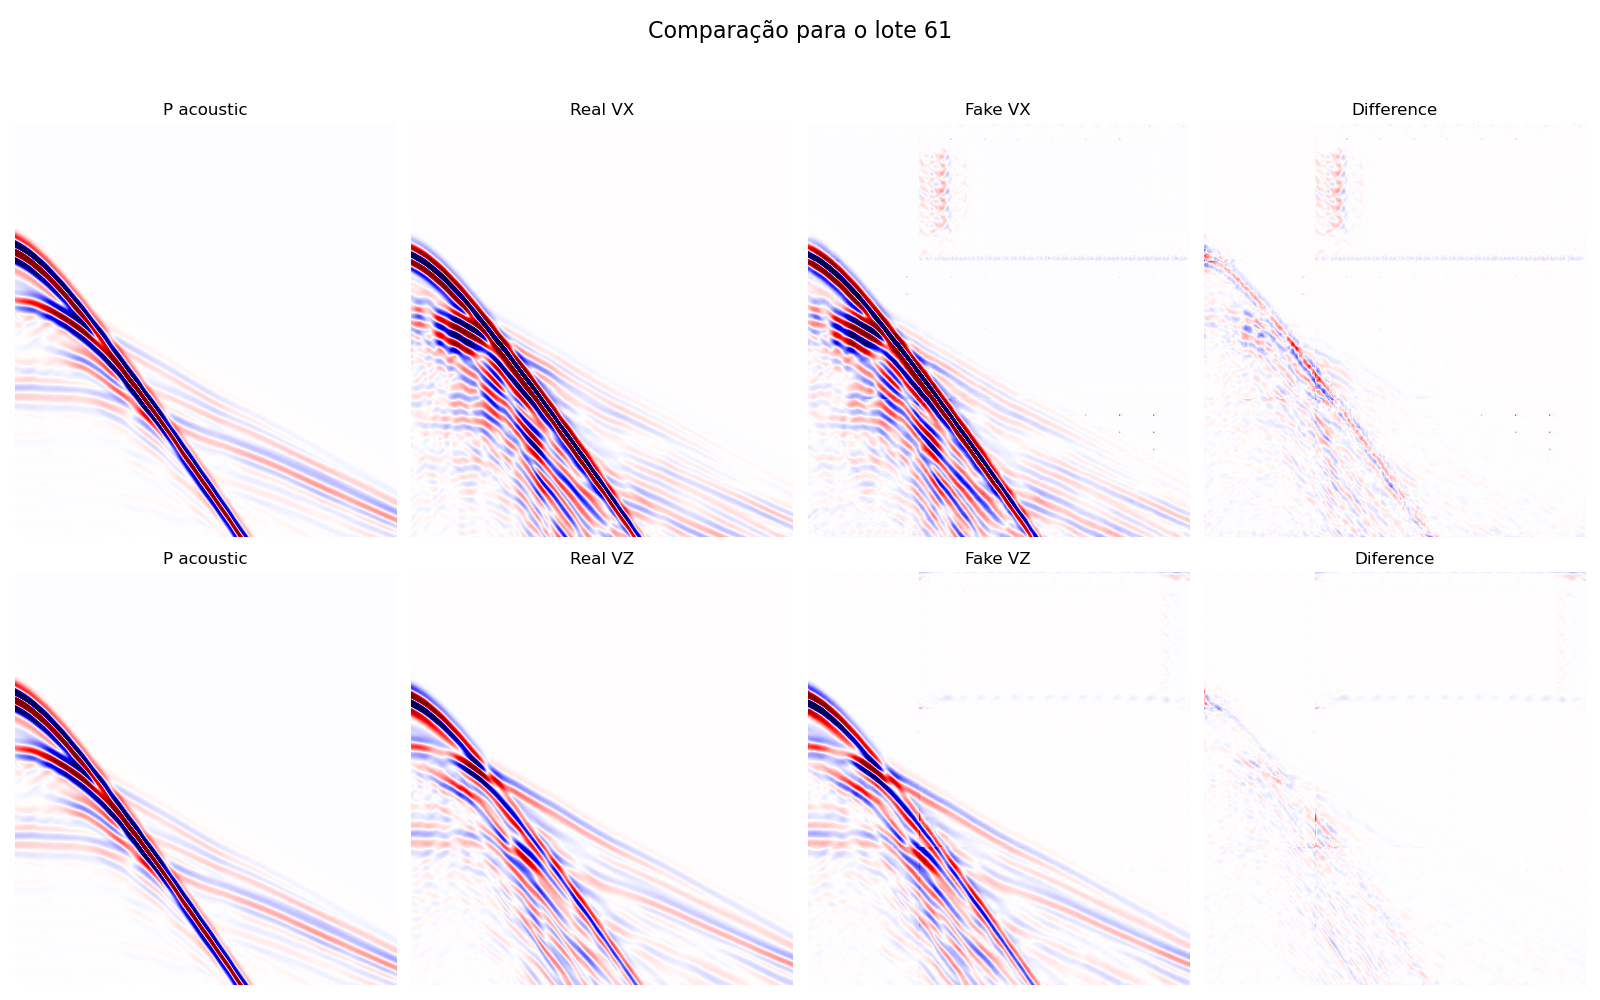 Comparação para o lote 61
P acoustic
Real VX
Fake VX
Difference
P acoustic
Real VZ
Fake VZ
Diference